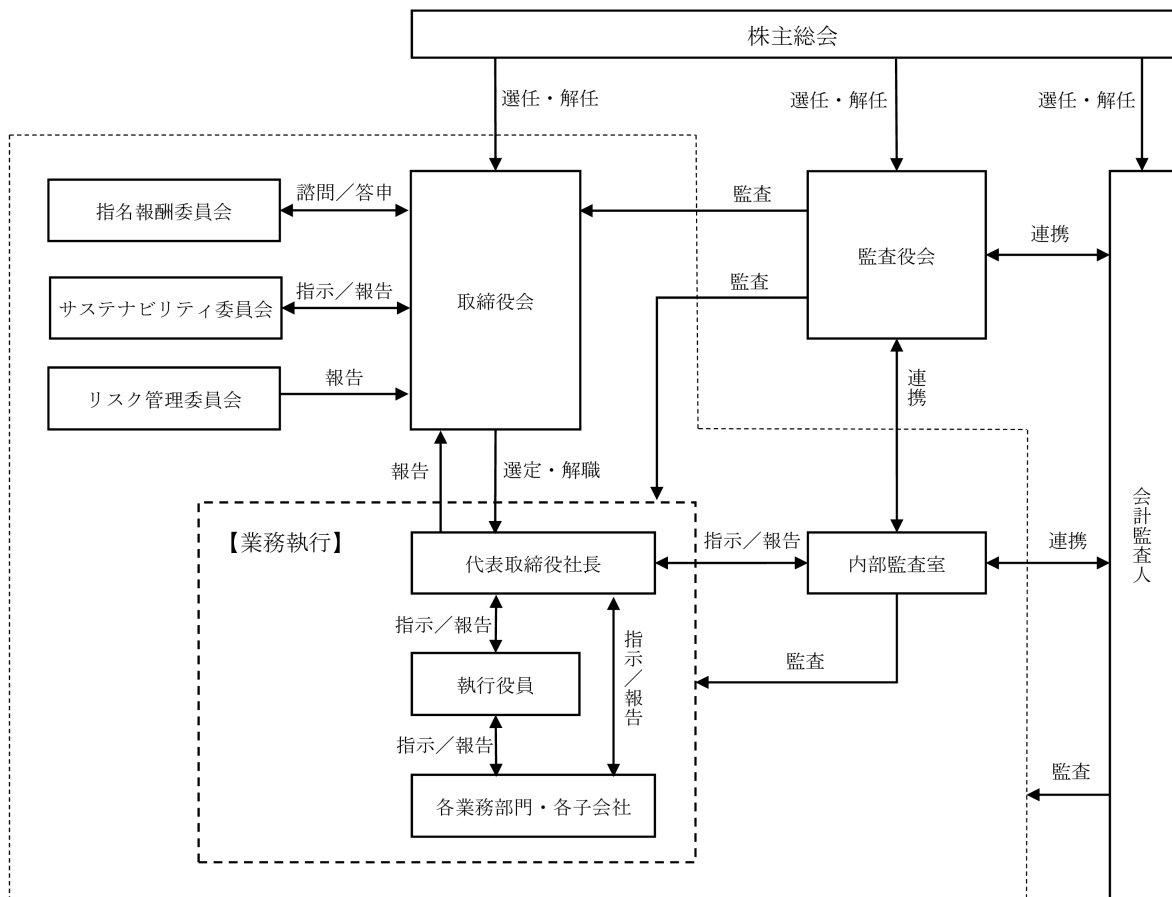 株主総会
選任・解任
選任・解任
選任・解任
指名報酬委員会
諮問／答申
取締役会
監査
監査役会
連携
サステナビリティ委員会
指示／報告
監査
リスク管理委員会
報告
連携
報告
選定・解職
会計監査人
【業務執行】
代表取締役社長
指示／報告
内部監査室
連携
指示／報告
指示／報告
執行役員
監査
指示／報告
各業務部門・各子会社
監査